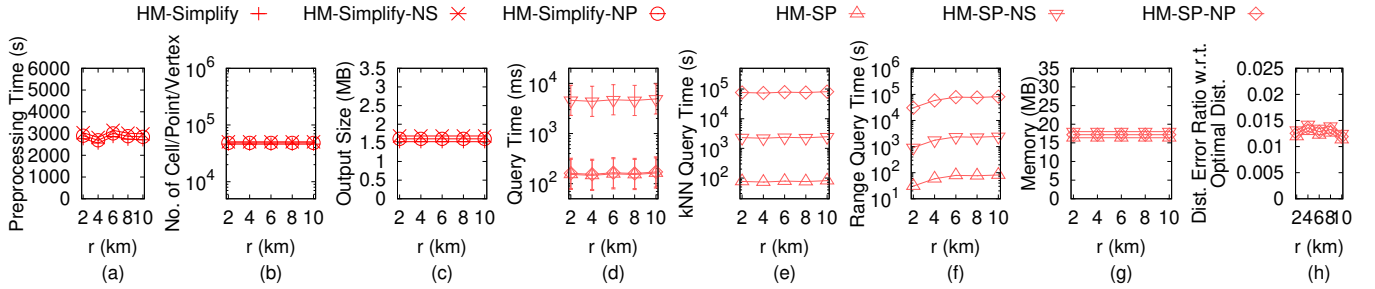 HM-Simplify HM-Simplify-NS HM-Simplify-NP HM-SP HM-SP-NS HM-SP-NP
Preprocessing Time (s)
6000
5000
4000
3000
2000
1000
0
2 4 6 8 10
r (km)
(a)
No. of Cell/Point/Vertex
10^6
10^5
10^4
2 4 6 8 10
r (km)
(b)
Output Size (MB)
3.5
3
2.5
2
1.5
1
0.5
0
2 4 6 8 10
r (km)
(c)
Query Time (ms)
10^4
10^3
10^2
2 4 6 8 10
r (km)
(d)
kNN Query Time (s)
10^5
10^4
10^3
10^2
2 4 6 8 10
r (km)
(e)
Range Query Time (s)
10^6
10^5
10^4
10^3
10^2
10^1
2 4 6 8 10
r (km)
(f)
Memory (MB)
35
30
25
20
15
10
5
0
2 4 6 8 10
r (km)
(g)
Dist. Error Ratio w.r.t.
Optimal Dist.
0.025
0.02
0.015
0.01
0.005
0
2 4 6 8 10
r (km)
(h)